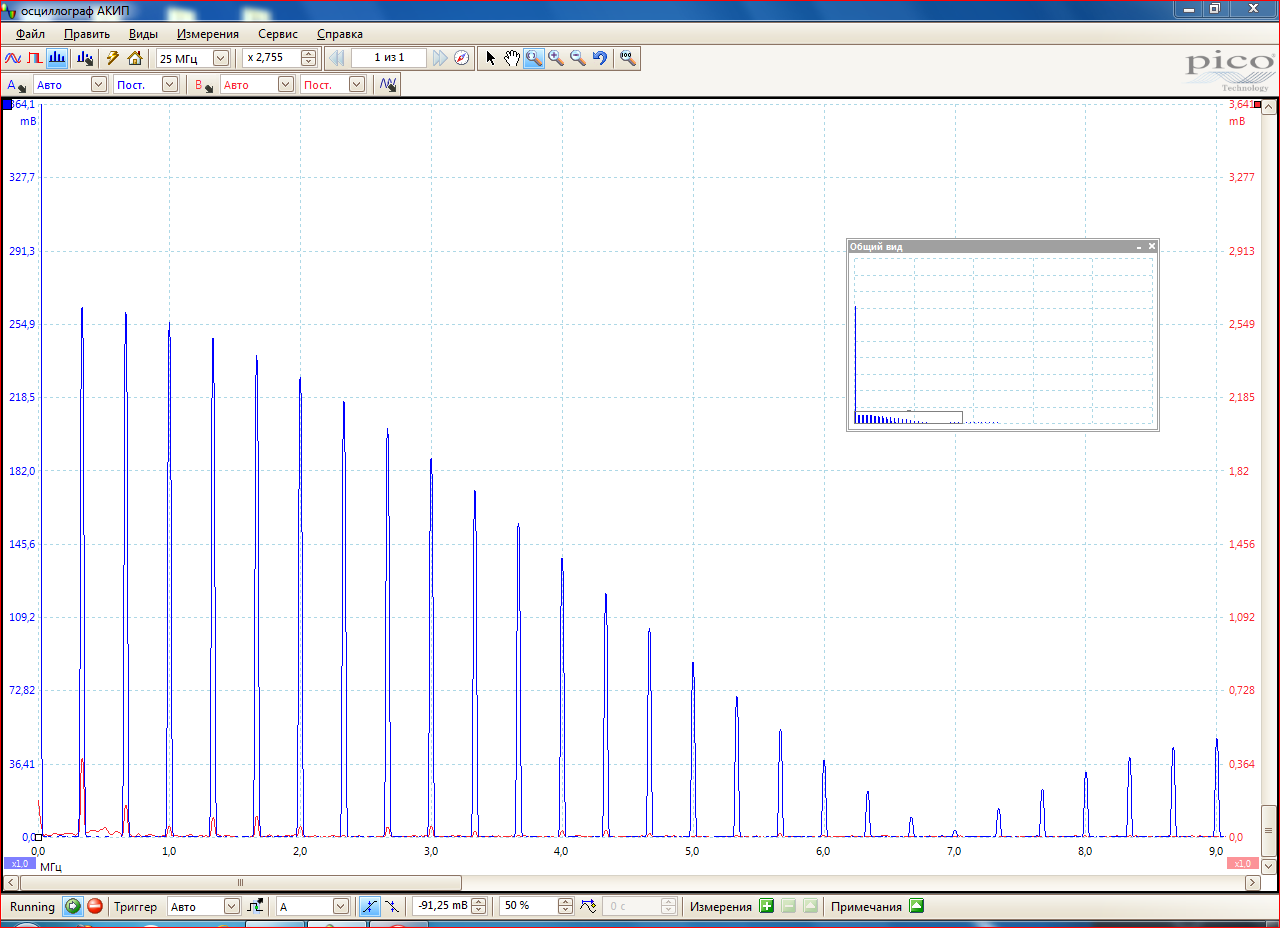 осциллограф АКИП
Файл Править Виды Измерения Сервис Справка
25 МГц x 2,755 1 из 1
pico
Technology
A Авто Пост. B Авто Пост.
364,1 3,641
mB mB
327,7 3,277
291,3 2,913
Общий вид
254,9 2,549
218,5 2,185
182,0 1,82
145,6 1,456
109,2 1,092
72,82 0,728
36,41 0,364
0,0 0,0
0,0 1,0 2,0 3,0 4,0 5,0 6,0 7,0 8,0 9,0
x1,0 МГц x1,0
Running Триггер Авто A -91,25 mB 50 % 0 с Измерения Примечания